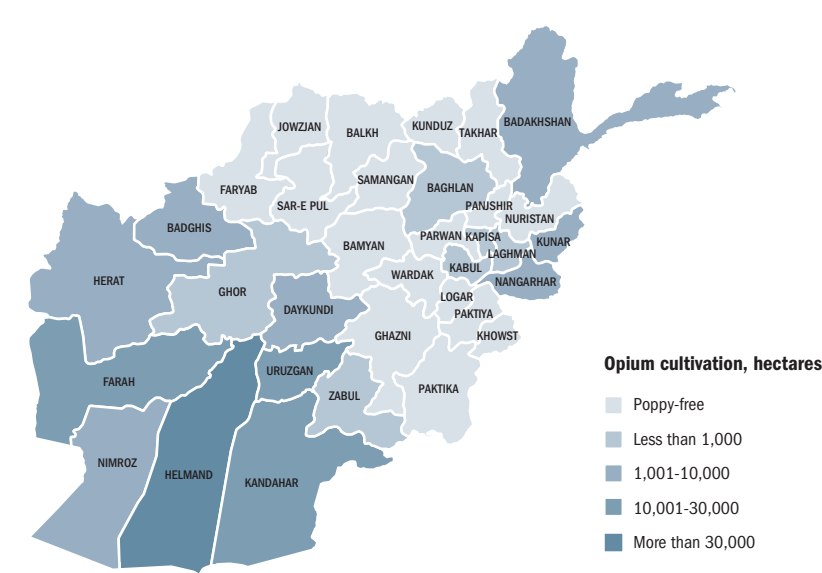 JOWZJAN
BALKH
KUNDUZ
TAKHAR
BADAKHSHAN
FARYAB
SAR-E PUL
SAMANGAN
BAGHLAN
PANJSHIR
NURISTAN
BADGHIS
BAMYAN
PARWAN
KAPISA
LAGHMAN
KUNAR
HERAT
GHOR
WARDAK
KABUL
NANGARHAR
DAYKUNDI
LOGAR
PAKTIYA
GHAZNI
KHOWST
FARAH
URUZGAN
ZABUL
PAKTIKA
NIMROZ
HELMAND
KANDAHAR
Opium cultivation, hectares
Poppy-free
Less than 1,000
1,001-10,000
10,001-30,000
More than 30,000